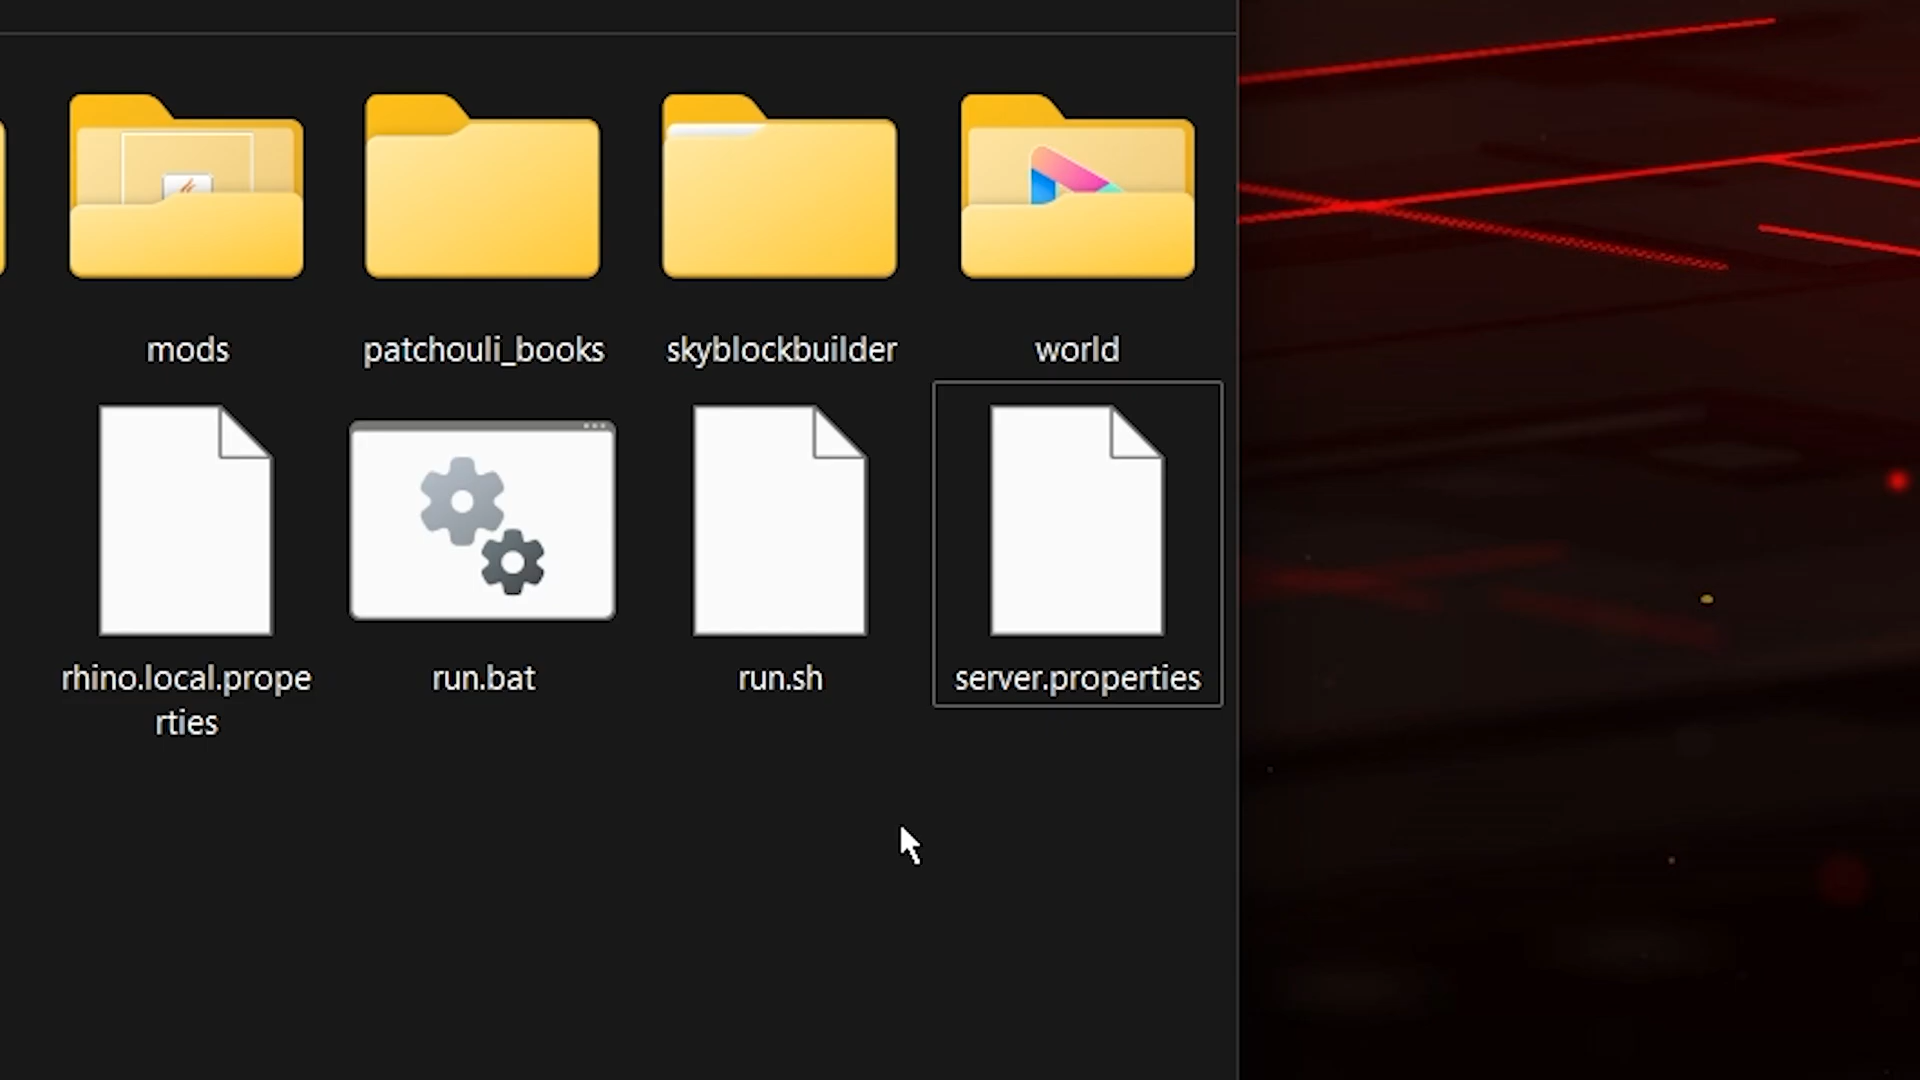 mods
patchouli_books
skyblockbuilder
world
rhino.local.prope
rties
run.bat
run.sh
server.properties